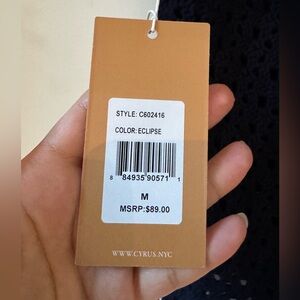 STYLE: C602416
COLOR: ECLIPSE
8 84935 90571 1
M
MSRP:$89.00
WWW.CYRUS.NYC